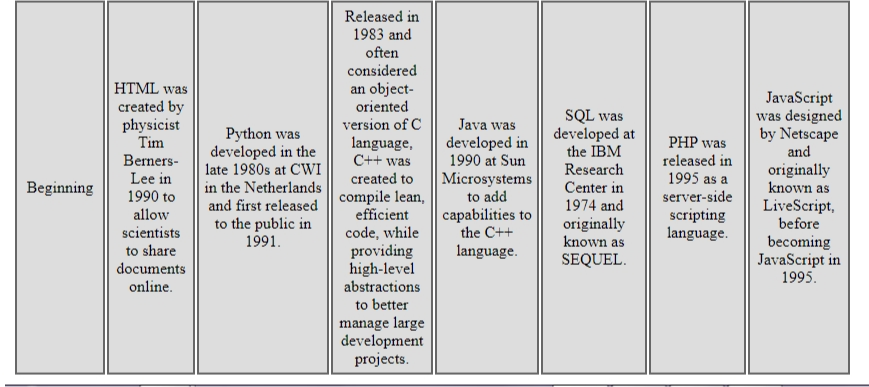 Beginning
HTML was
created by
physicist
Tim
Berners-
Lee in
1990 to
allow
scientists
to share
documents
online.
Python was
developed in the
late 1980s at CWI
in the Netherlands
and first released
to the public in
1991.
Released in
1983 and
often
considered
an object-
oriented
version of C
language,
C++ was
created to
compile lean,
efficient
code, while
providing
high-level
abstractions
to better
manage large
development
projects.
Java was
developed in
1990 at Sun
Microsystems
to add
capabilities to
the C++
language.
SQL was
developed at
the IBM
Research
Center in
1974 and
originally
known as
SEQUEL.
PHP was
released in
1995 as a
server-side
scripting
language.
JavaScript
was designed
by Netscape
and
originally
known as
LiveScript,
before
becoming
JavaScript in
1995.